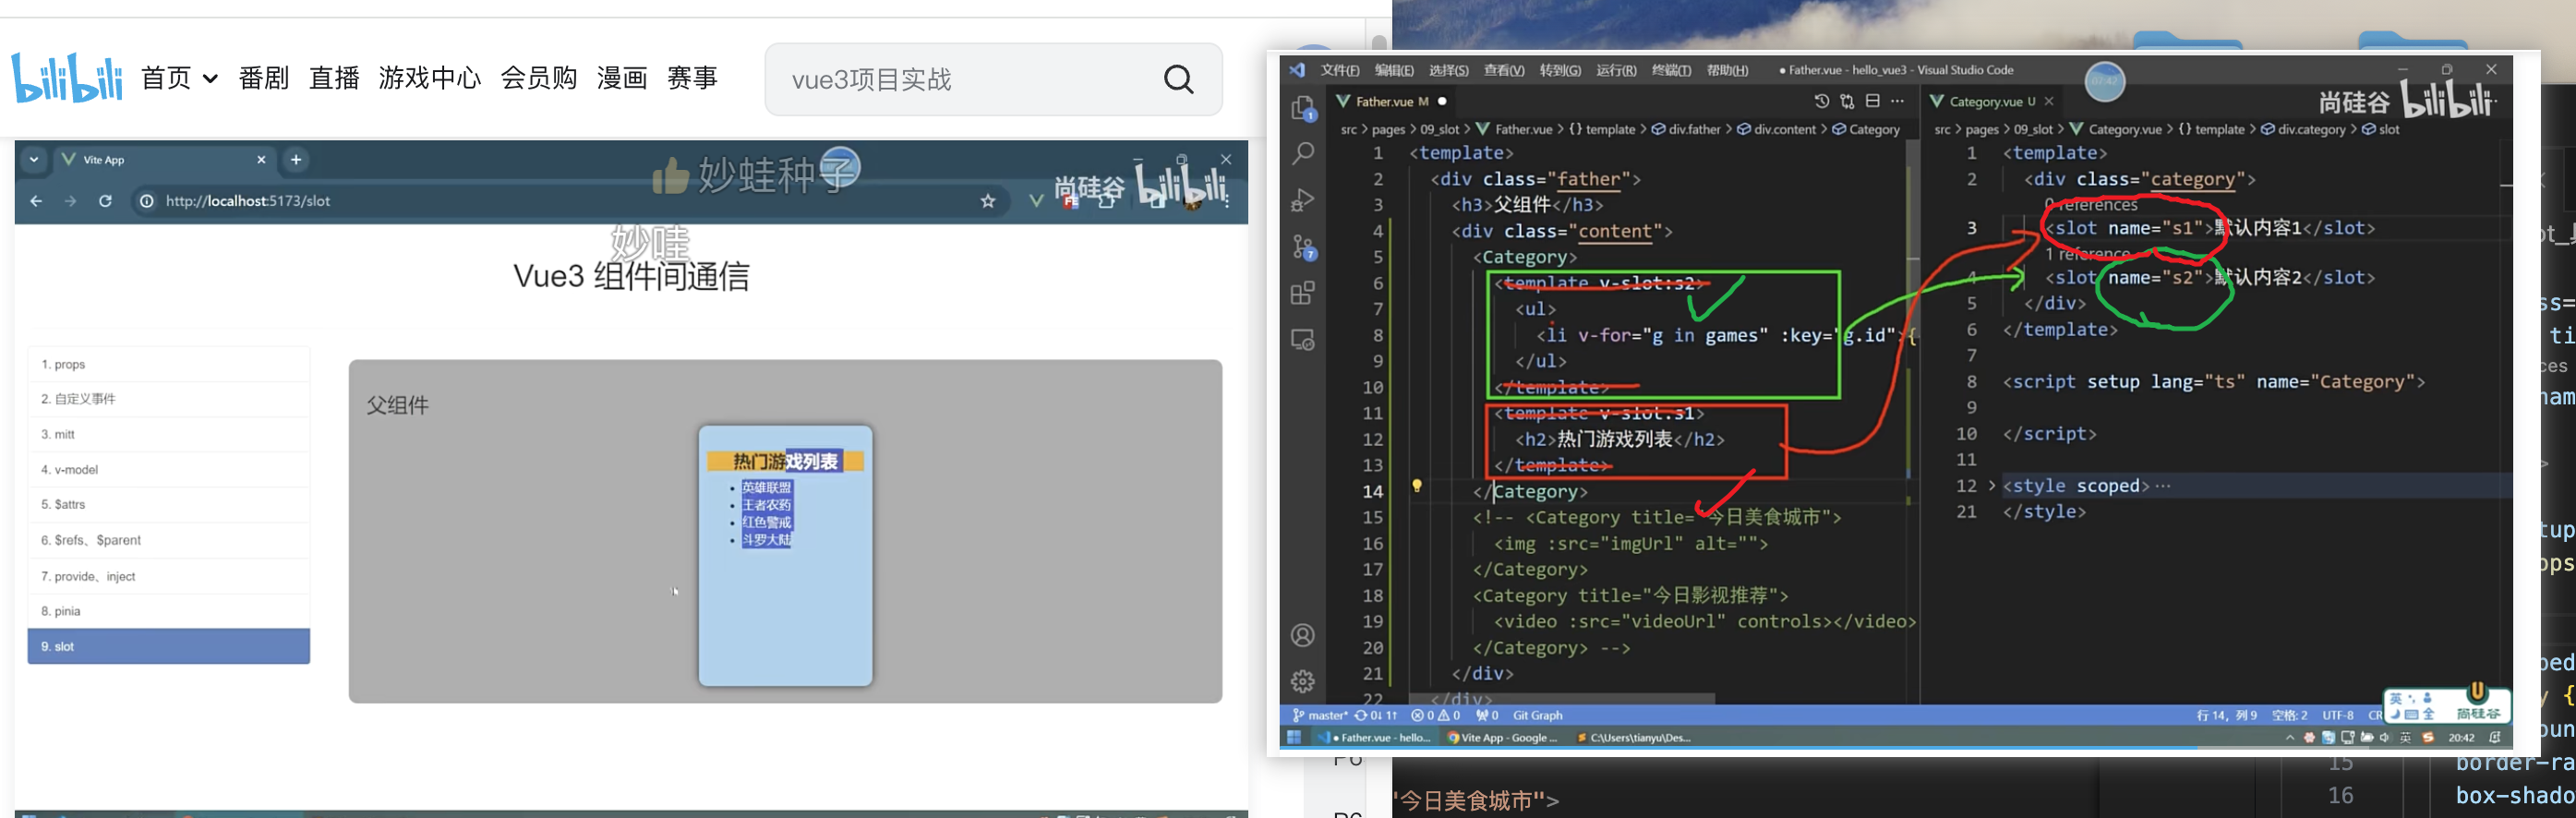 bilibili 首页 番剧 直播 游戏中心 会员购 漫画 赛事
vue3项目实战
Vite App
http://localhost:5173/slot
妙蛙种子
尚硅谷 bilibili
妙哇
Vue3 组件间通信
1. props
2. 自定义事件
3. mitt
4. v-model
5. $attrs
6. $refs、$parent
7. provide、inject
8. pinia
9. slot
父组件
热门游戏列表
英雄联盟
王者农药
红色警戒
斗罗大陆
文件(F) 编辑(E) 选择(S) 查看(V) 转到(G) 运行(R) 终端(T) 帮助(H) ● Father.vue - hello_vue3 - Visual Studio Code
尚硅谷 bilibili
Father.vue M
src > pages > 09_slot > Father.vue > {} template > div.father > div.content > Category
1 <template>
2 <div class="father">
3 <h3>父组件</h3>
4 <div class="content">
5 <Category>
6 <template v-slot:s2>
7 <ul>
8 <li v-for="g in games" :key="g.id">{
9 </ul>
10 </template>
11 <template v-slot:s1>
12 <h2>热门游戏列表</h2>
13 </template>
14 </Category>
15 <!-- <Category title="今日美食城市">
16 <img :src="imgUrl" alt="">
17 </Category>
18 <Category title="今日影视推荐">
19 <video :src="videoUrl" controls></video>
20 </Category> -->
21 </div>
22 </div>
Category.vue U
src > pages > 09_slot > Category.vue > {} template > div.category > slot
1 <template>
2 <div class="category">
0 references
3 <slot name="s1">默认内容1</slot>
1 reference
4 <slot name="s2">默认内容2</slot>
5 </div>
6 </template>
7
8 <script setup lang="ts" name="Category">
9
10 </script>
11
12 <style scoped>…
21 </style>
master* 0↓ 1↑ 0 0 0 Git Graph
行 14，列 9 空格: 2 UTF-8 CR
英
全
尚硅谷
● Father.vue - hello... Vite App - Google ... C:\Users\tianyu\Des...
英 20:42
"今日美食城市">
15 border-ra
16 box-shado